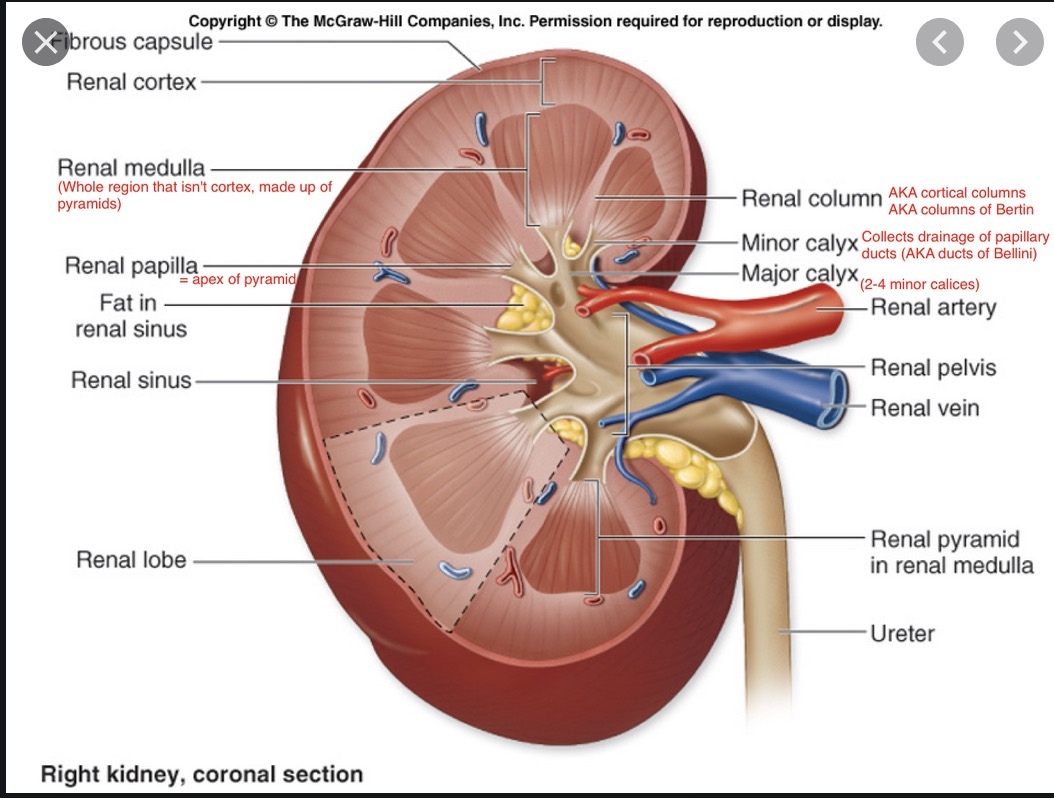 Copyright © The McGraw-Hill Companies, Inc. Permission required for reproduction or display.
Fibrous capsule
Renal cortex
Renal medulla
(Whole region that isn't cortex, made up of
pyramids)
Renal papilla
= apex of pyramid
Fat in
renal sinus
Renal sinus
Renal lobe
Renal column
AKA cortical columns
AKA columns of Bertin
Minor calyx
Collects drainage of papillary
ducts (AKA ducts of Bellini)
Major calyx
(2-4 minor calices)
Renal artery
Renal pelvis
Renal vein
Renal pyramid
in renal medulla
Ureter
Right kidney, coronal section